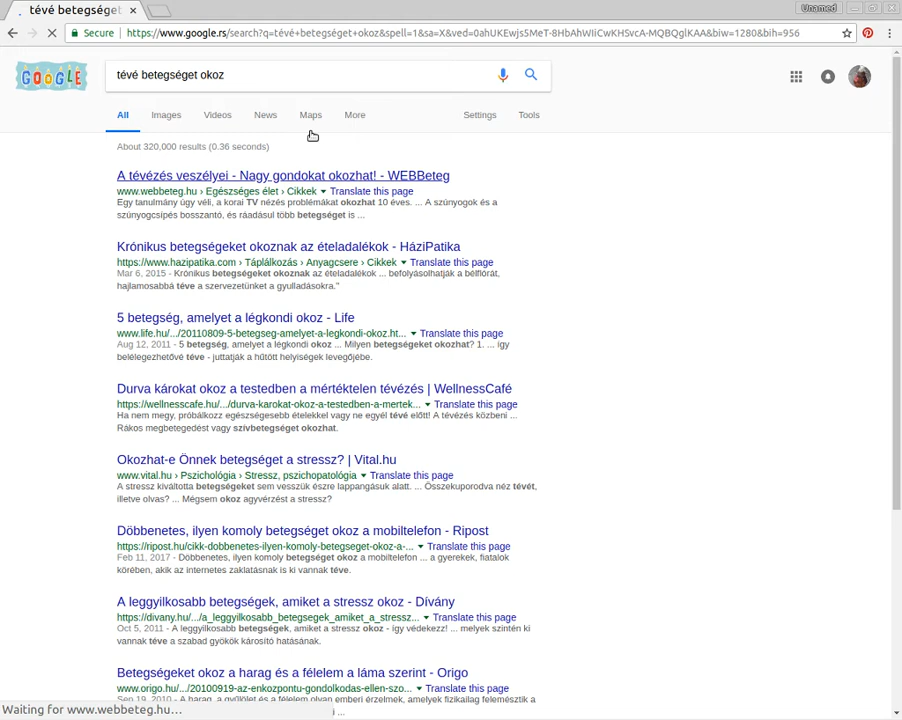 tévé betegséget
Unamed
Secure
https://www.google.rs/search?q=tévé+betegséget+okoz&spell=1&sa=X&ved=0ahUKEwjs5MeT-8HbAhWIiCwKHSvcA-MQBQglKAA&biw=1280&bih=956
GOOGLE
tévé betegséget okoz
All Images Videos News Maps More Settings Tools
About 320,000 results (0.36 seconds)
A tévézés veszélyei - Nagy gondokat okozhat! - WEBBeteg
www.webbeteg.hu › Egészséges élet › Cikkek ▼ Translate this page
Egy tanulmány úgy véli, a korai TV nézés problémákat okozhat 10 éves. ... A szúnyogok és a
szúnyogcsípés bosszantó, és ráadásul több betegséget is ...
Krónikus betegségeket okoznak az ételadalékok - HáziPatika
https://www.hazipatika.com › Táplálkozás › Anyagcsere › Cikkek ▼ Translate this page
Mar 6, 2015 - Krónikus betegségeket okoznak az ételadalékok ... befolyásolhatják a bélflórát,
hajlamosabbá téve a szervezetünket a gyulladásokra."
5 betegség, amelyet a légkondi okoz - Life
www.life.hu/.../20110809-5-betegseg-amelyet-a-legkondi-okoz.ht... ▼ Translate this page
Aug 12, 2011 - 5 betegség, amelyet a légkondi okoz ... Milyen betegségeket okozhat? 1. ... így
belélegezhetővé téve - juttatják a hűtött helyiségek levegőjébe.
Durva károkat okoz a testedben a mértéktelen tévézés | WellnessCafé
https://wellnesscafe.hu/.../durva-karokat-okoz-a-testedben-a-mertek... ▼ Translate this page
Ha nem megy, próbálkozz egészségesebb ételekkel vagy ne egyél tévé előtt! A tévézés közbeni ...
Rákos megbetegedést vagy szívbetegséget okozhat.
Okozhat-e Önnek betegséget a stressz? | Vital.hu
www.vital.hu › Pszichológia › Stressz, pszichopatológia ▼ Translate this page
A stressz kiváltotta betegségeket sem vesszük észre lappangásuk alatt. ... Összekuporodva néz tévét,
illetve olvas? ... Mégsem okoz agyvérzést a stressz?
Döbbenetes, ilyen komoly betegséget okoz a mobiltelefon - Ripost
https://ripost.hu/cikk-dobbenetes-ilyen-komoly-betegseget-okoz-a-... ▼ Translate this page
Feb 11, 2017 - Döbbenetes, ilyen komoly betegséget okoz a mobiltelefon ... a gyerekek, fiatalok
körében, akik az internetes zaklatásnak is ki vannak téve.
A leggyilkosabb betegségek, amiket a stressz okoz - Dívány
https://divany.hu/.../a_leggyilkosabb_betegsegek_amiket_a_stressz... ▼ Translate this page
Oct 5, 2011 - A leggyilkosabb betegségek, amiket a stressz okoz - így védekezz! ... melyek szintén ki
vannak téve a szabad gyökök károsító hatásának.
Betegségeket okoz a harag és a félelem a láma szerint - Origo
www.origo.hu/.../20100919-az-enkozpontu-gondolkodas-ellen-szo... ▼ Translate this page
Sep 19, 2010 - A harag, a gyűlölet és a félelem olyan emberi érzelmek, amelyek fizikailag felemésztik a
Waiting for www.webbeteg.hu...